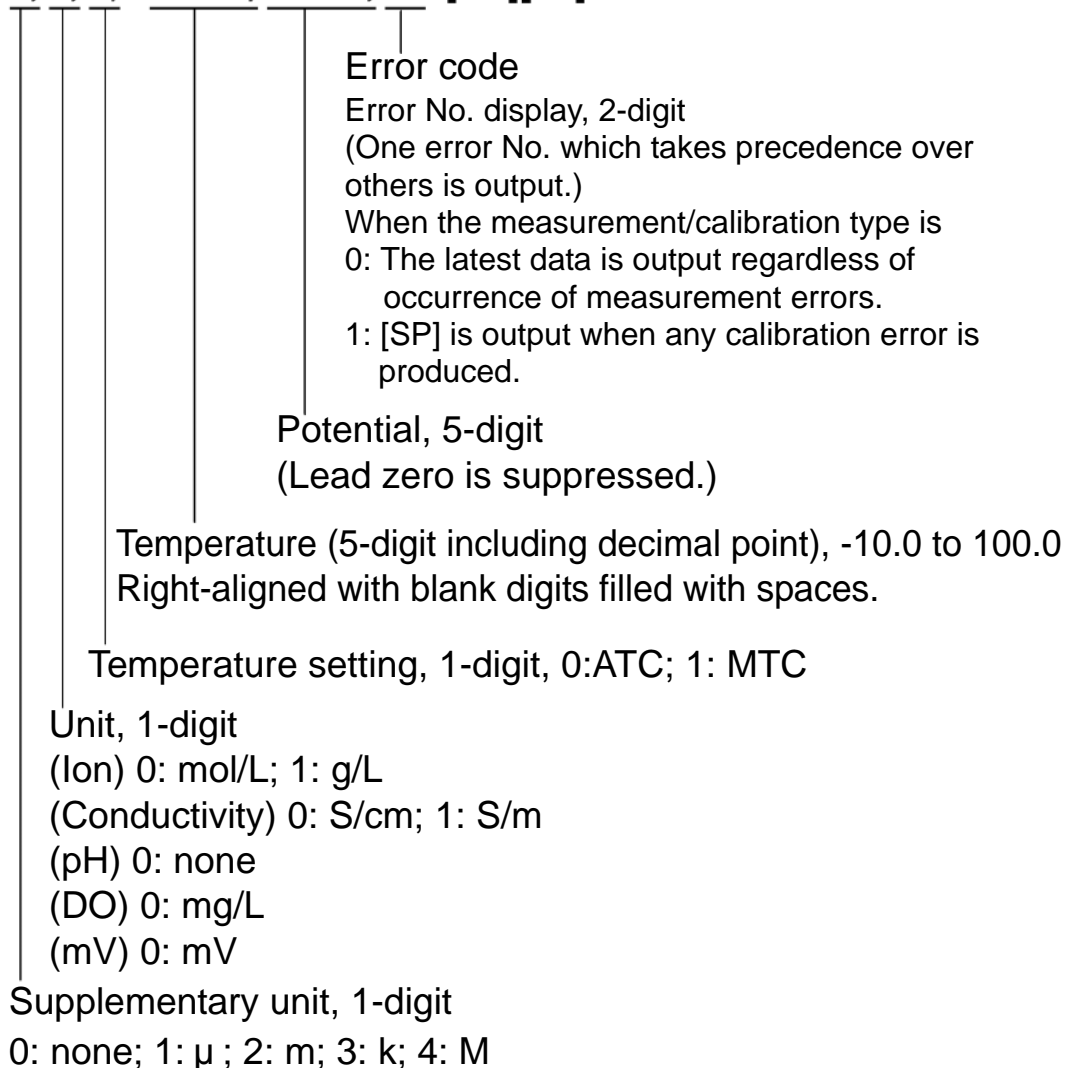 Error code
Error No. display, 2-digit
(One error No. which takes precedence over
others is output.)
When the measurement/calibration type is
0: The latest data is output regardless of
occurrence of measurement errors.
1: [SP] is output when any calibration error is
produced.
Potential, 5-digit
(Lead zero is suppressed.)
Temperature (5-digit including decimal point), -10.0 to 100.0
Right-aligned with blank digits filled with spaces.
Temperature setting, 1-digit, 0:ATC; 1: MTC
Unit, 1-digit
(Ion) 0: mol/L; 1: g/L
(Conductivity) 0: S/cm; 1: S/m
(pH) 0: none
(DO) 0: mg/L
(mV) 0: mV
Supplementary unit, 1-digit
0: none; 1: µ ; 2: m; 3: k; 4: M